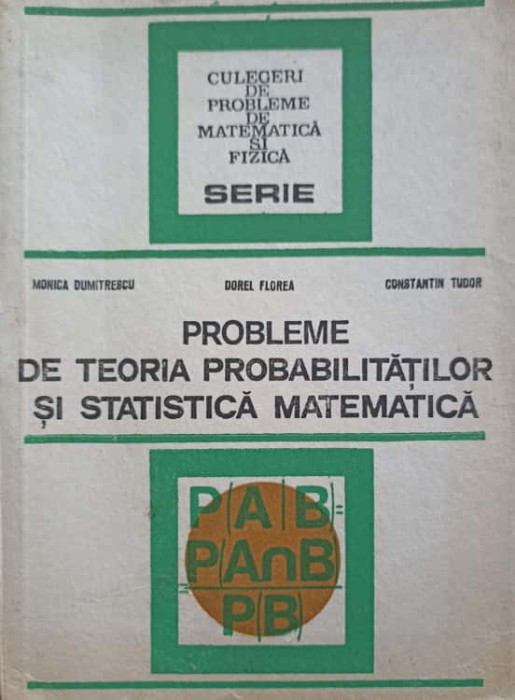 CULEGERI
DE
PROBLEME
DE
MATEMATICĂ
SI
FIZICĂ
SERIE
MONICA DUMITRESCU DOREL FLOREA CONSTANTIN TUDOR
PROBLEME
DE TEORIA PROBABILITĂȚILOR
ȘI STATISTICĂ MATEMATICĂ
P(A|B)=
=P(A∩B)
P(B)